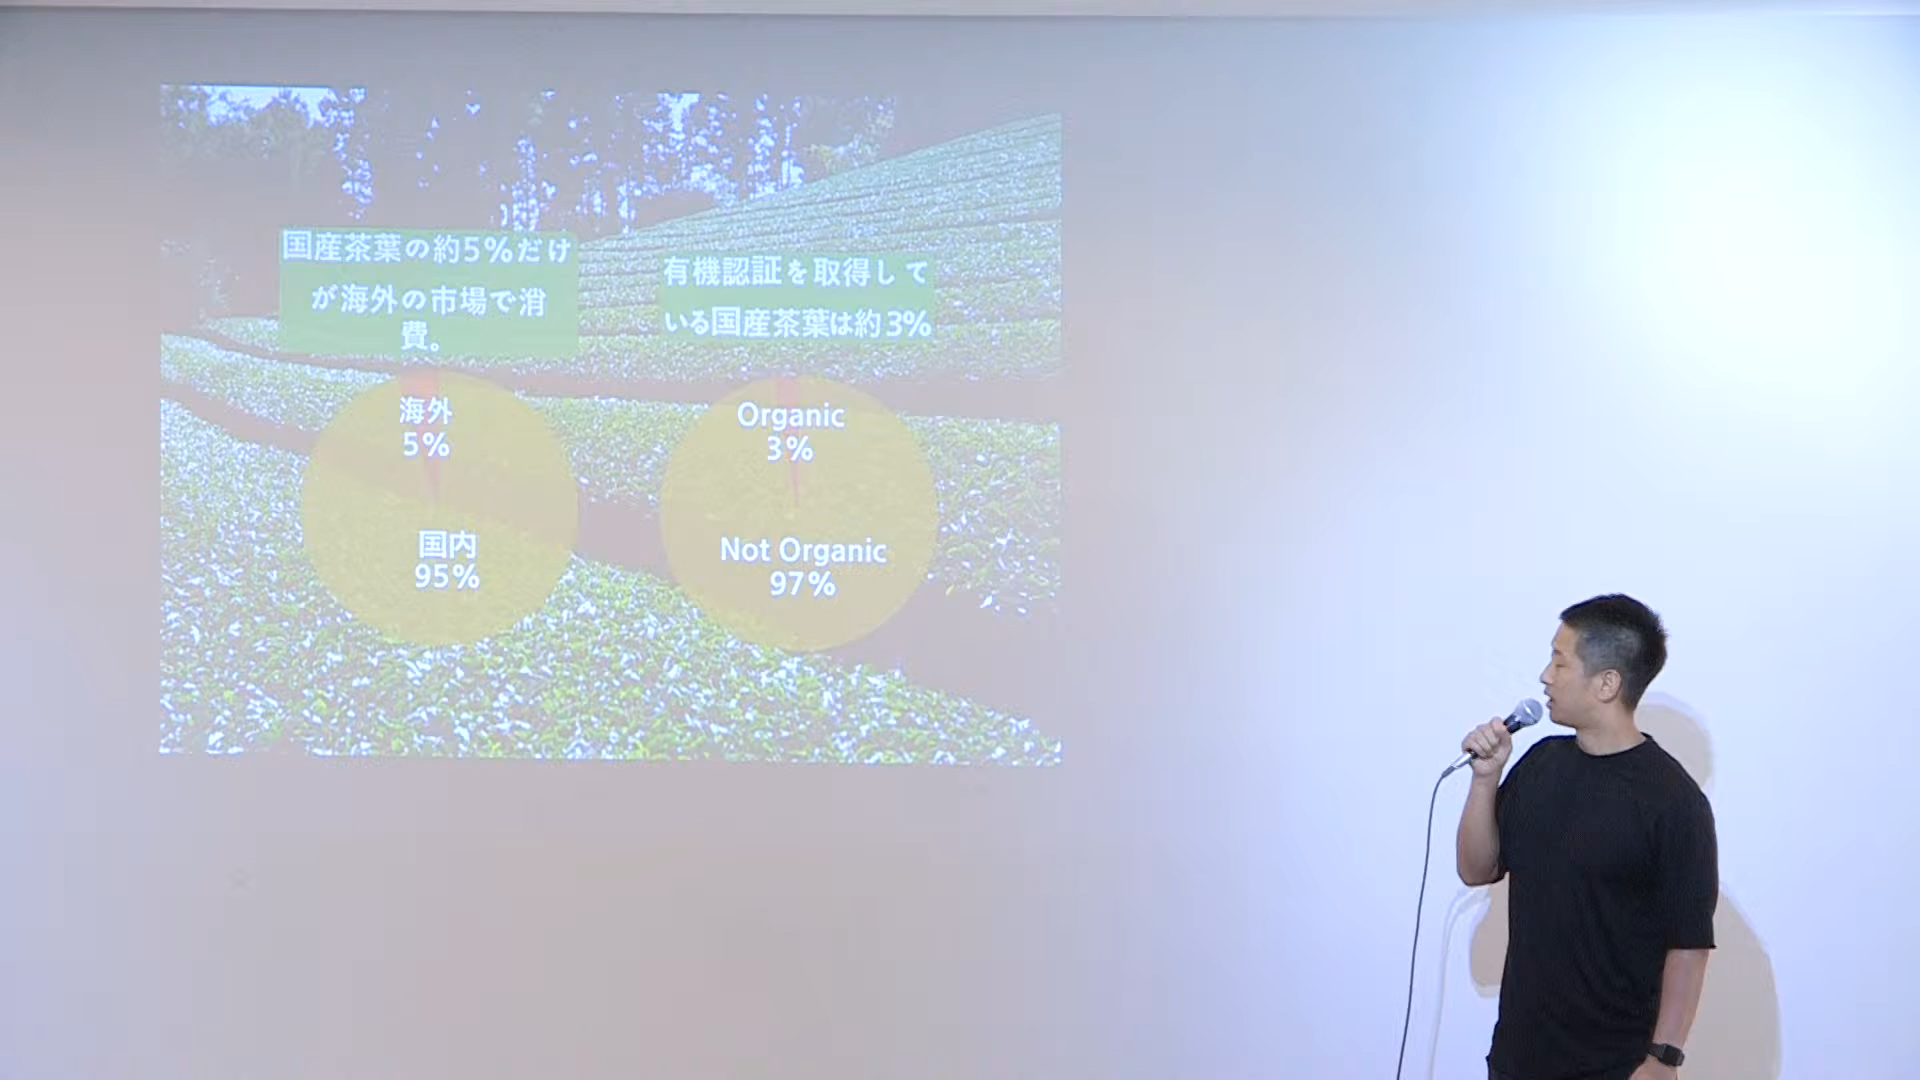 国産茶葉の約5%だけ
が海外の市場で消
費。
海外
5%
国内
95%
有機認証を取得して
いる国産茶葉は約3%
Organic
3%
Not Organic
97%